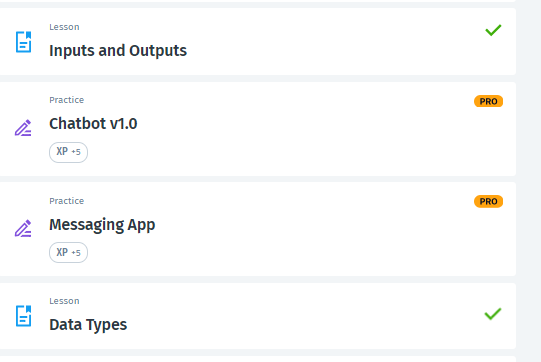 Lesson
Inputs and Outputs
Practice
PRO
Chatbot v1.0
XP +5
Practice
PRO
Messaging App
XP +5
Lesson
Data Types